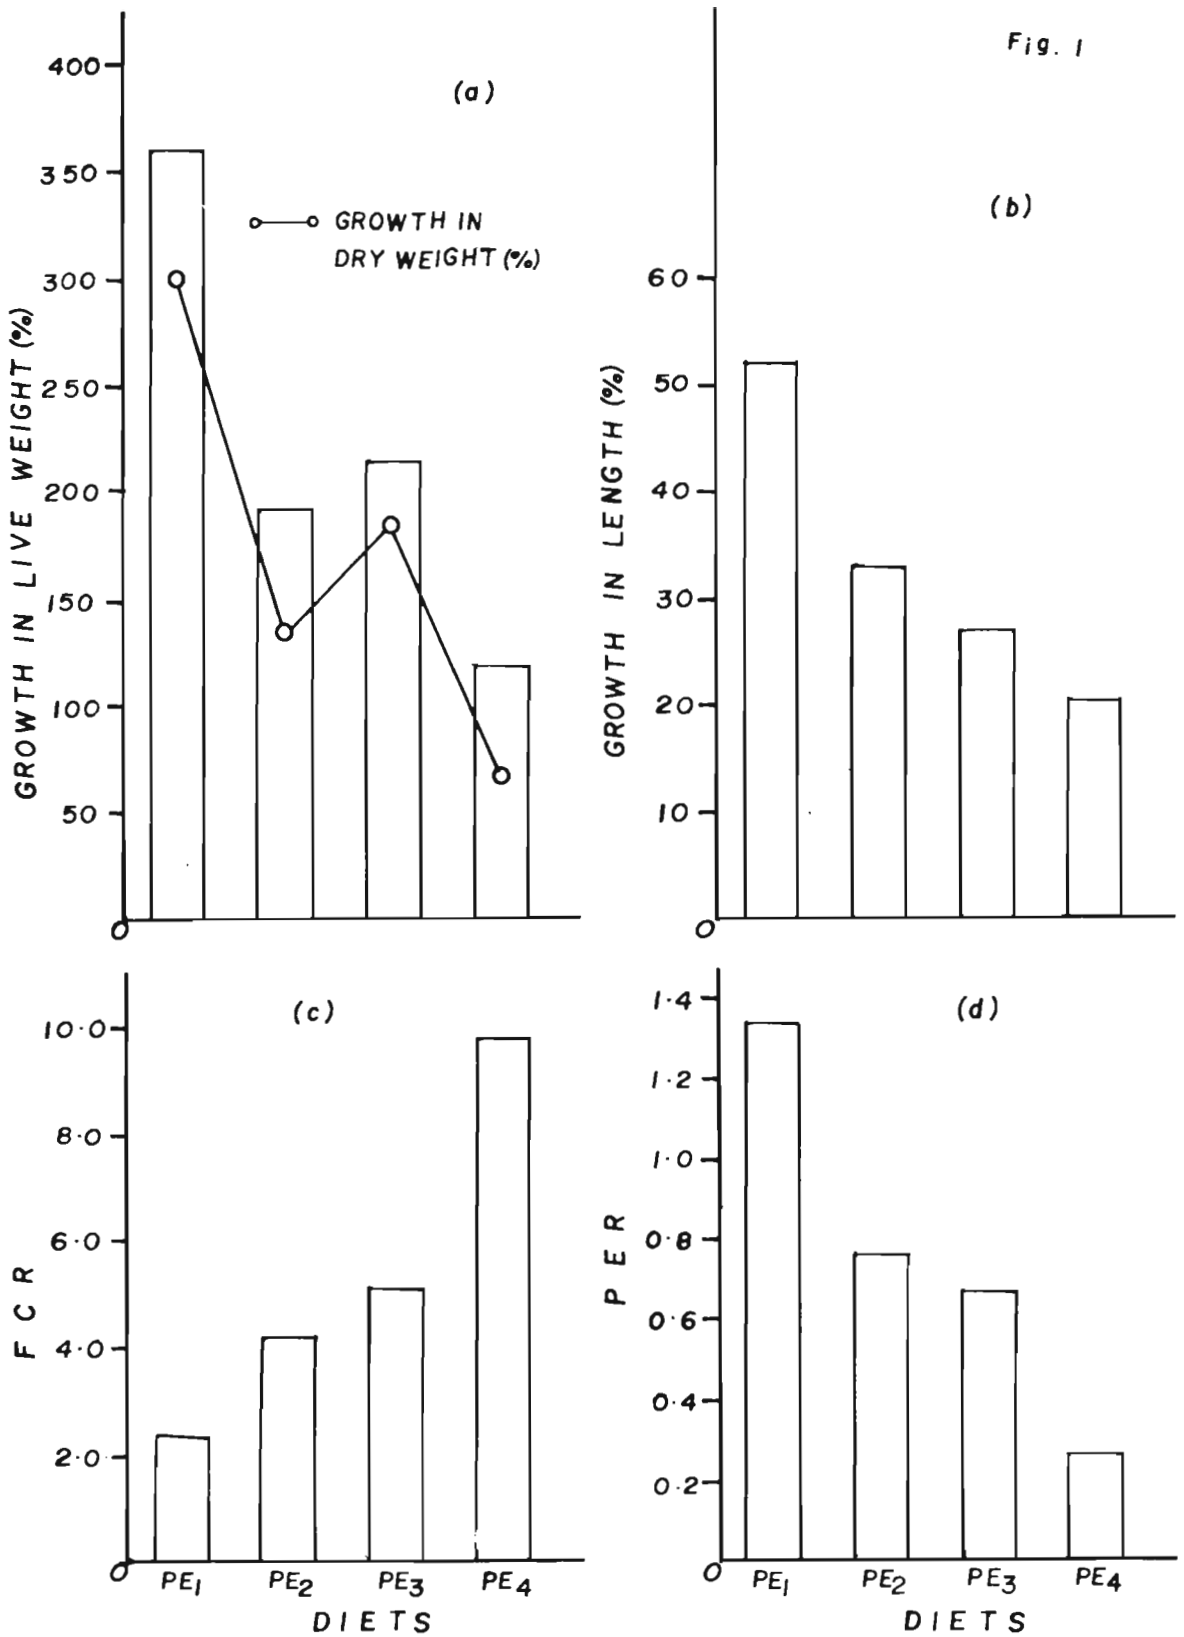 Fig. 1
(a)
400
350
300
250
200
150
100
50
0
GROWTH IN LIVE WEIGHT (%)
GROWTH IN
DRY WEIGHT (%)
(b)
60
50
40
30
20
10
0
GROWTH IN LENGTH (%)
(c)
10·0
8·0
6·0
4·0
2·0
0
FCR
PE1 PE2 PE3 PE4
DIETS
(d)
1·4
1·2
1·0
0·8
0·6
0·4
0·2
0
PER
PE1 PE2 PE3 PE4
DIETS